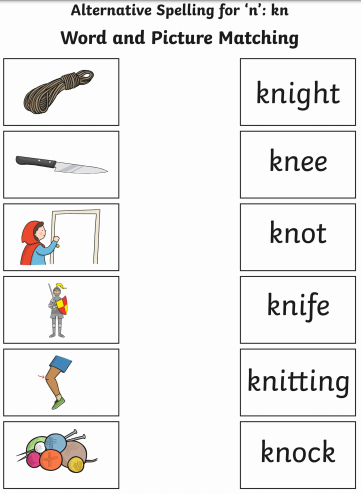 Alternative Spelling for ‘n’: kn
Word and Picture Matching
knight
knee
knot
knife
knitting
knock